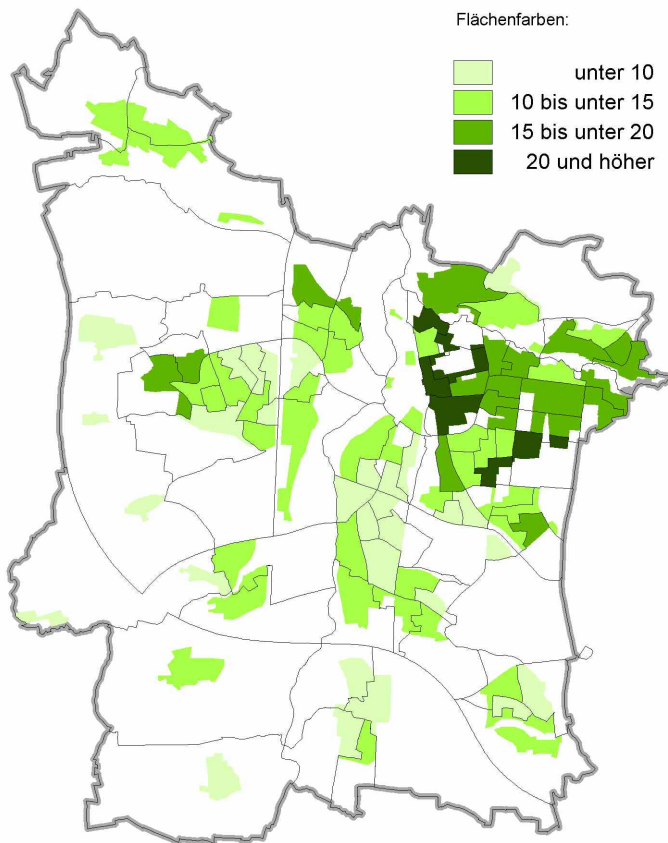 Flächenfarben:
unter 10
10 bis unter 15
15 bis unter 20
20 und höher